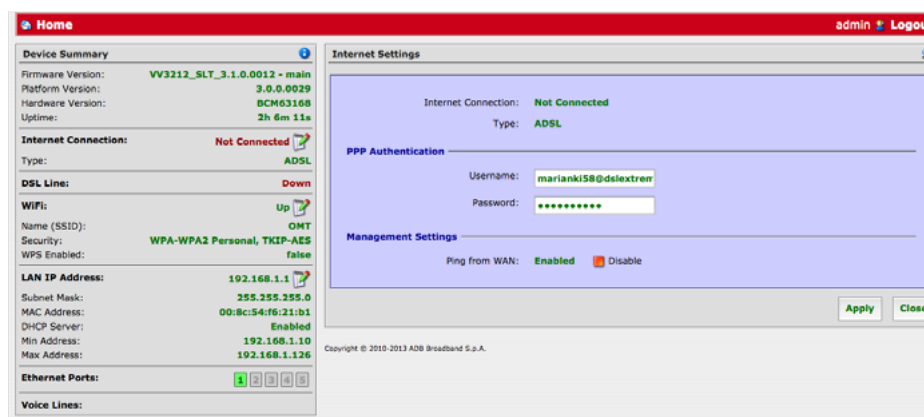 Home
admin Logou
Device Summary
Firmware Version: VV3212_SLT_3.1.0.0012 - main
Platform Version: 3.0.0.0029
Hardware Version: BCM63168
Uptime: 2h 6m 11s
Internet Connection: Not Connected
Type: ADSL
DSL Line: Down
WiFi: Up
Name (SSID): OMT
Security: WPA-WPA2 Personal, TKIP-AES
WPS Enabled: false
LAN IP Address: 192.168.1.1
Subnet Mask: 255.255.255.0
MAC Address: 00:8c:54:f6:21:b1
DHCP Server: Enabled
Min Address: 192.168.1.10
Max Address: 192.168.1.126
Ethernet Ports: 1 2 3 4 5
Voice Lines:
Internet Settings
Internet Connection: Not Connected
Type: ADSL
PPP Authentication
Username: marianki58@dslextrem
Password: ••••••••••
Management Settings
Ping from WAN: Enabled Disable
Apply Close
Copyright © 2010-2013 ADB Broadband S.p.A.